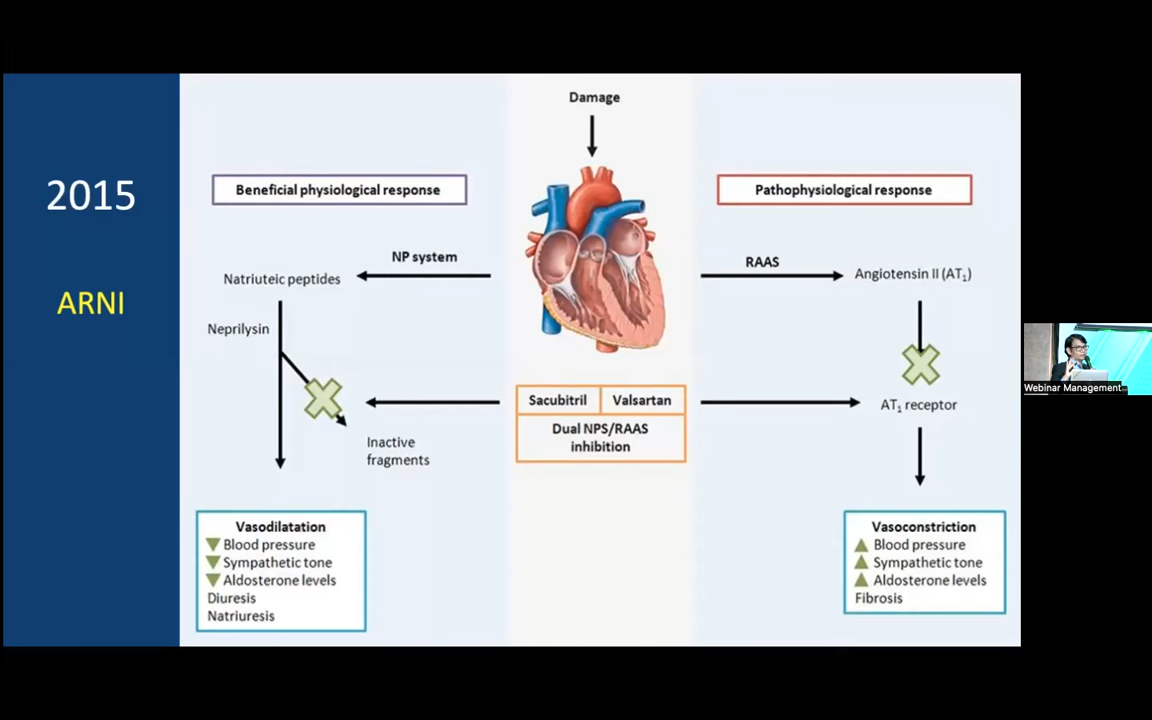 2015
ARNI
Damage
Beneficial physiological response
Pathophysiological response
NP system
RAAS
Natriuteic peptides
Angiotensin II (AT₁)
Neprilysin
Sacubitril
Valsartan
Dual NPS/RAAS
inhibition
AT₁ receptor
Inactive
fragments
Vasodilatation
▼ Blood pressure
▼ Sympathetic tone
▼ Aldosterone levels
Diuresis
Natriuresis
Vasoconstriction
▲ Blood pressure
▲ Sympathetic tone
▲ Aldosterone levels
Fibrosis
Webinar Management...